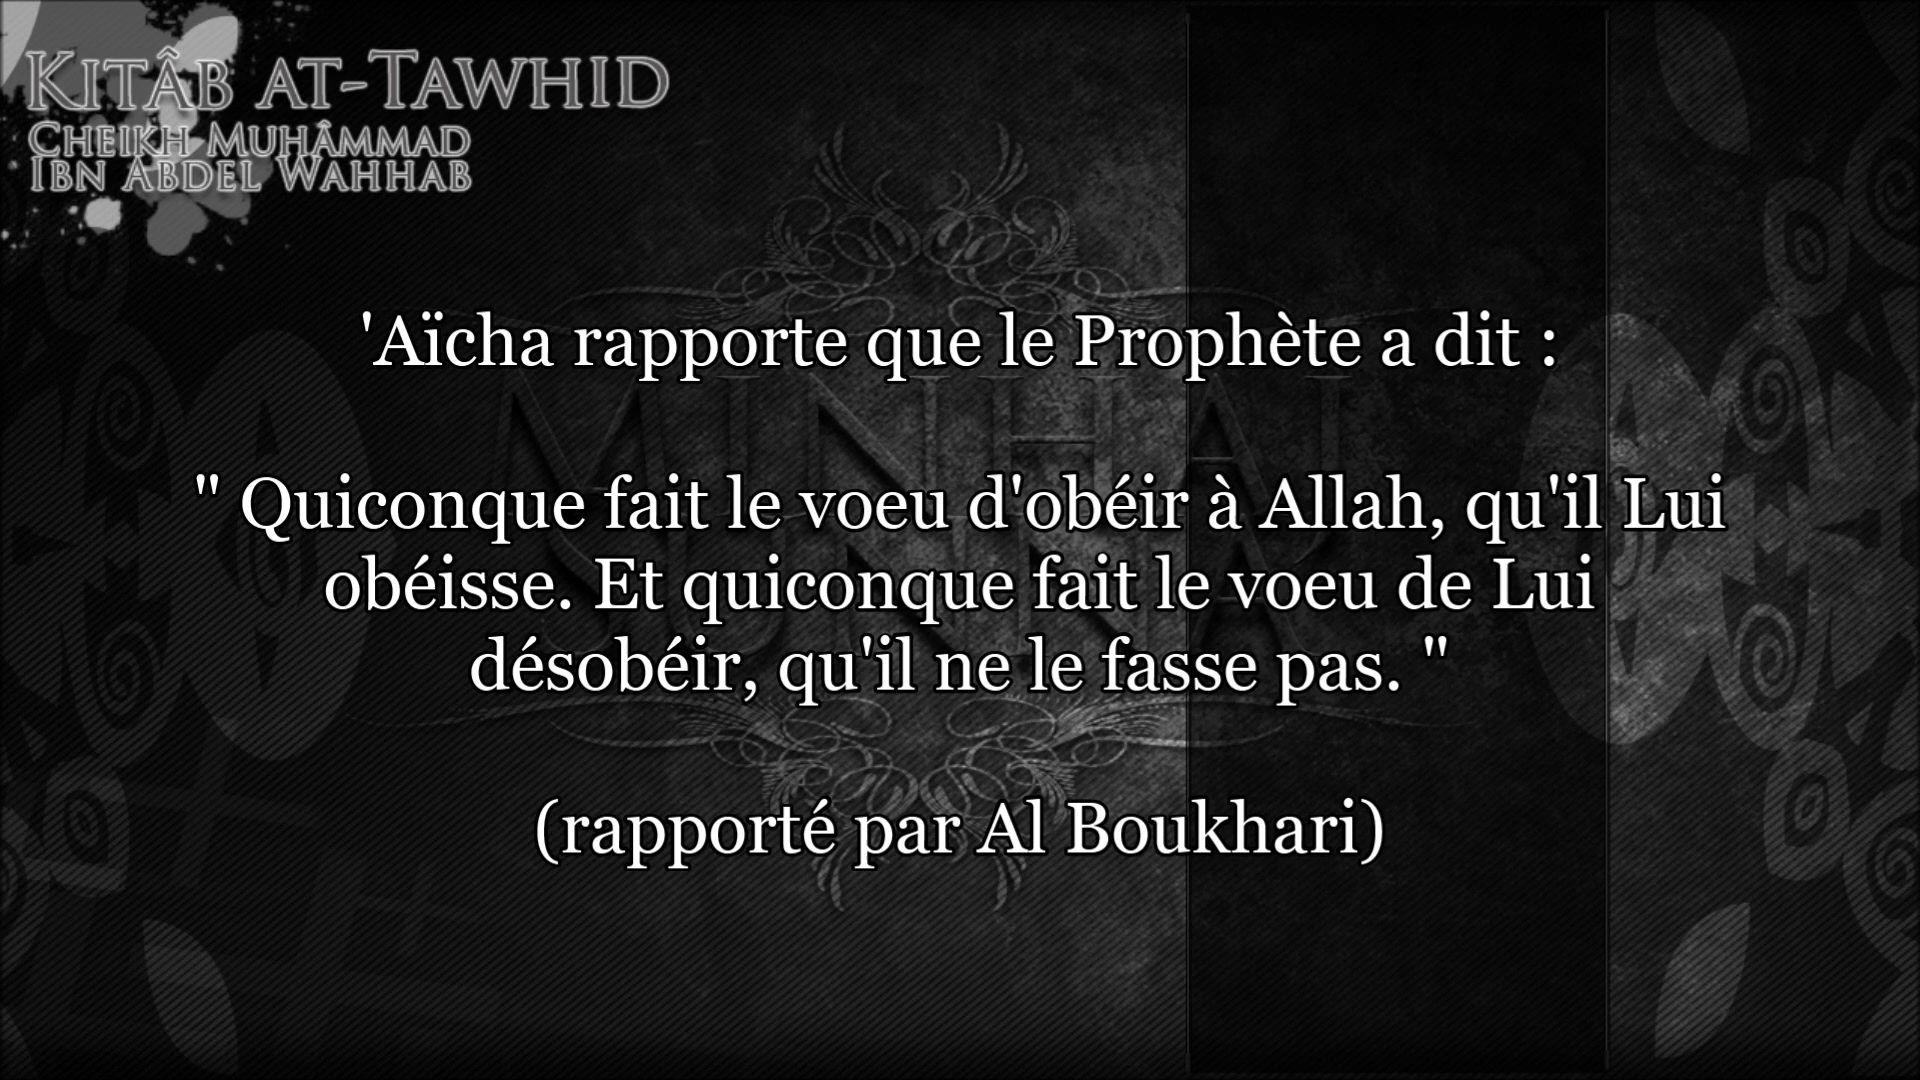 KITÂB AT-TAWHID
CHEIKH MUHÂMMAD
IBN ABDEL WAHHAB
'Aïcha rapporte que le Prophète a dit :
" Quiconque fait le voeu d'obéir à Allah, qu'il Lui
obéisse. Et quiconque fait le voeu de Lui
désobéir, qu'il ne le fasse pas. "
(rapporté par Al Boukhari)
MINHAJ
SUNNA